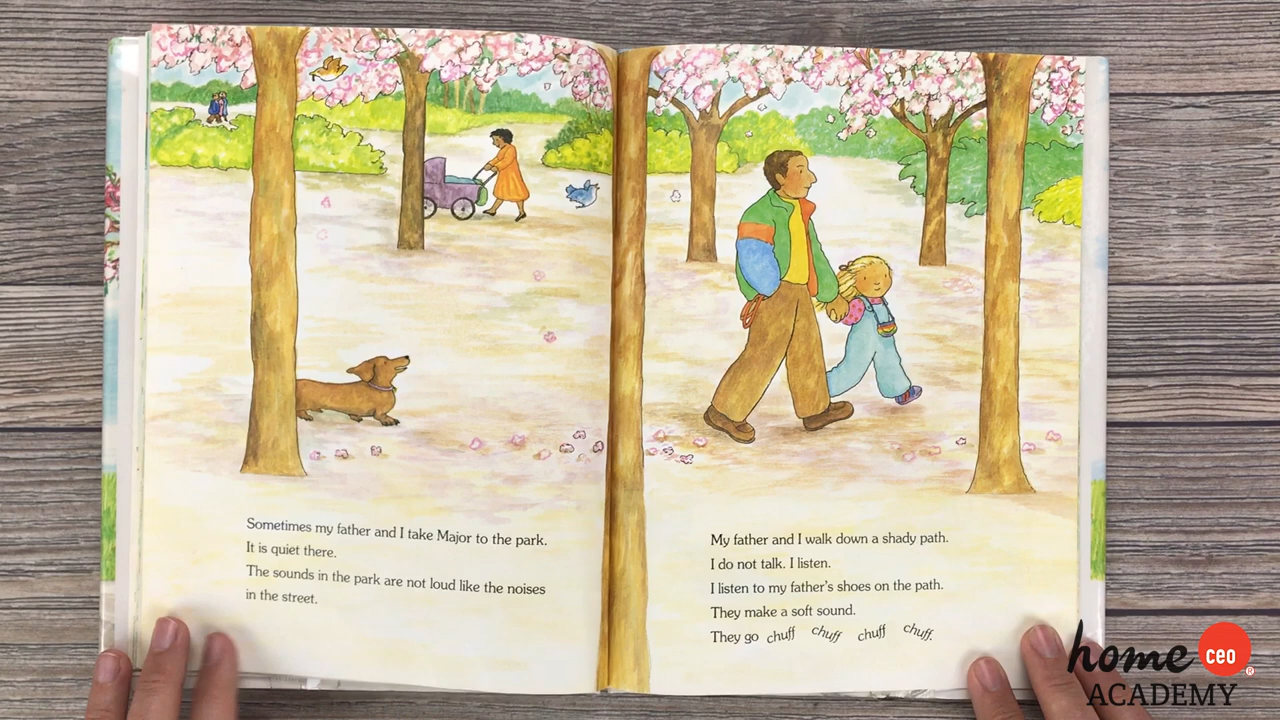 Sometimes my father and I take Major to the park.
It is quiet there.
The sounds in the park are not loud like the noises
in the street.
My father and I walk down a shady path.
I do not talk. I listen.
I listen to my father's shoes on the path.
They make a soft sound.
They go chuff chuff chuff chuff.
home ceo ®
ACADEMY